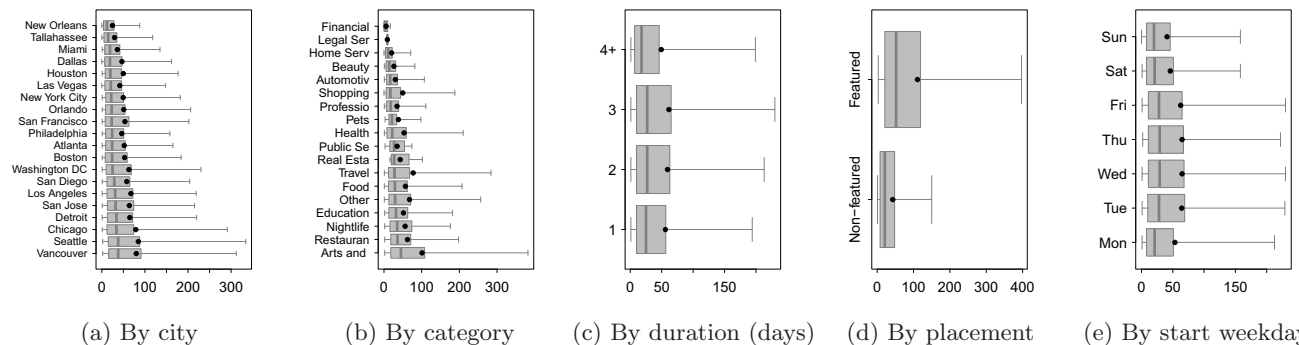 New Orleans
Tallahassee
Miami
Dallas
Houston
Las Vegas
New York City
Orlando
San Francisco
Philadelphia
Atlanta
Boston
Washington DC
San Diego
Los Angeles
San Jose
Detroit
Chicago
Seattle
Vancouver
0 100 200 300
(a) By city
Financial
Legal Ser
Home Serv
Beauty
Automotiv
Shopping
Professio
Pets
Health
Public Se
Real Esta
Travel
Food
Other
Education
Nightlife
Restauran
Arts and
0 100 200 300
(b) By category
4+
3
2
1
0 50 150
(c) By duration (days)
Featured
Non-featured
0 100 200 300 400
(d) By placement
Sun
Sat
Fri
Thu
Wed
Tue
Mon
0 50 150
(e) By start weekday